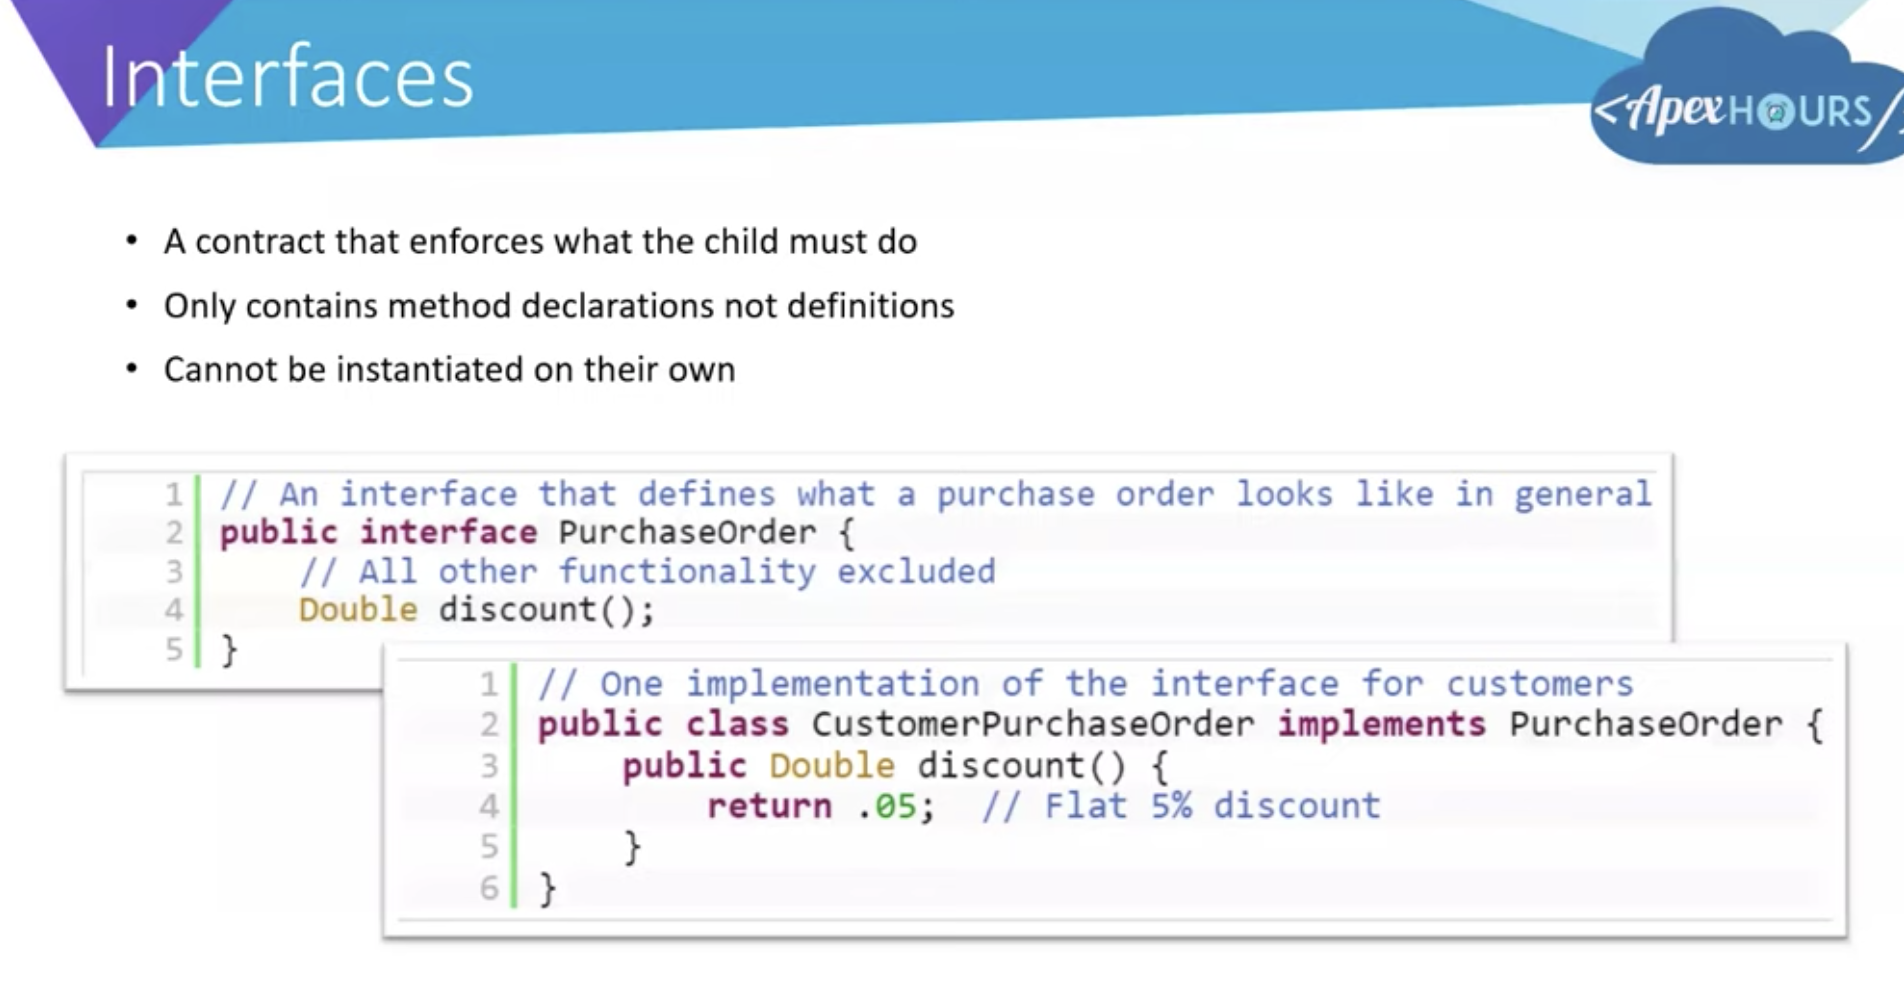 Interfaces
<ApexHOURS/
• A contract that enforces what the child must do
• Only contains method declarations not definitions
• Cannot be instantiated on their own
1 // An interface that defines what a purchase order looks like in general
2 public interface PurchaseOrder {
3 // All other functionality excluded
4 Double discount();
5 }
1 // One implementation of the interface for customers
2 public class CustomerPurchaseOrder implements PurchaseOrder {
3 public Double discount() {
4 return .05; // Flat 5% discount
5 }
6 }